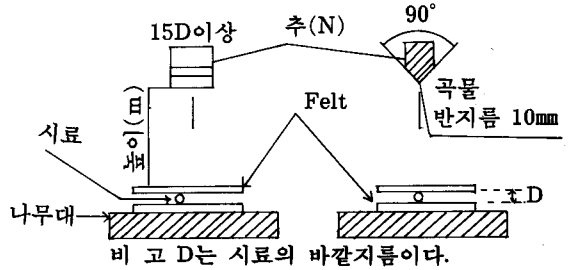 15D이상
추(N)
90°
높이(m)
Felt
곡물
반지름 10mm
시료
D
나무대
비 고 D는 시료의 바깥지름이다.